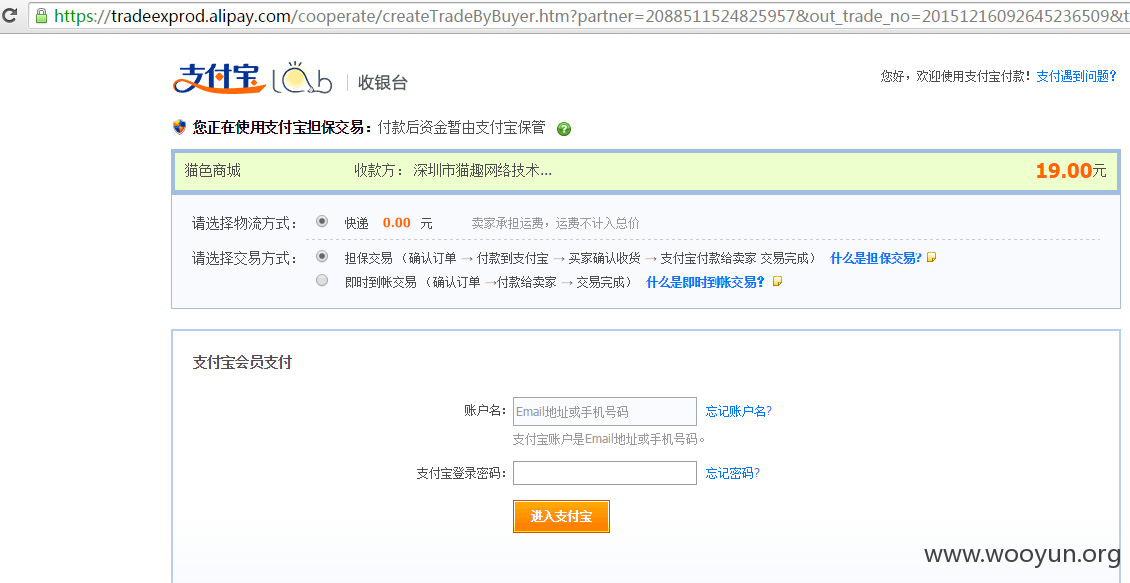 https://tradeexprod.alipay.com/cooperate/createTradeByBuyer.htm?partner=2088511524825957&out_trade_no=20151216092645236509&t
支付宝 Lab 收银台
您好，欢迎使用支付宝付款！支付遇到问题？
您正在使用支付宝担保交易：付款后资金暂由支付宝保管 ?
猫色商城 收款方：深圳市猫趣网络技术... 19.00元
请选择物流方式： 快递 0.00 元 卖家承担运费，运费不计入总价
请选择交易方式： 担保交易 （确认订单 → 付款到支付宝 → 买家确认收货 → 支付宝付款给卖家 交易完成） 什么是担保交易?
即时到帐交易 （确认订单 →付款给卖家 → 交易完成） 什么是即时到帐交易?
支付宝会员支付
账户名： Email地址或手机号码 忘记账户名?
支付宝账户是Email地址或手机号码。
支付宝登录密码： 忘记密码?
进入支付宝
www.wooyun.org